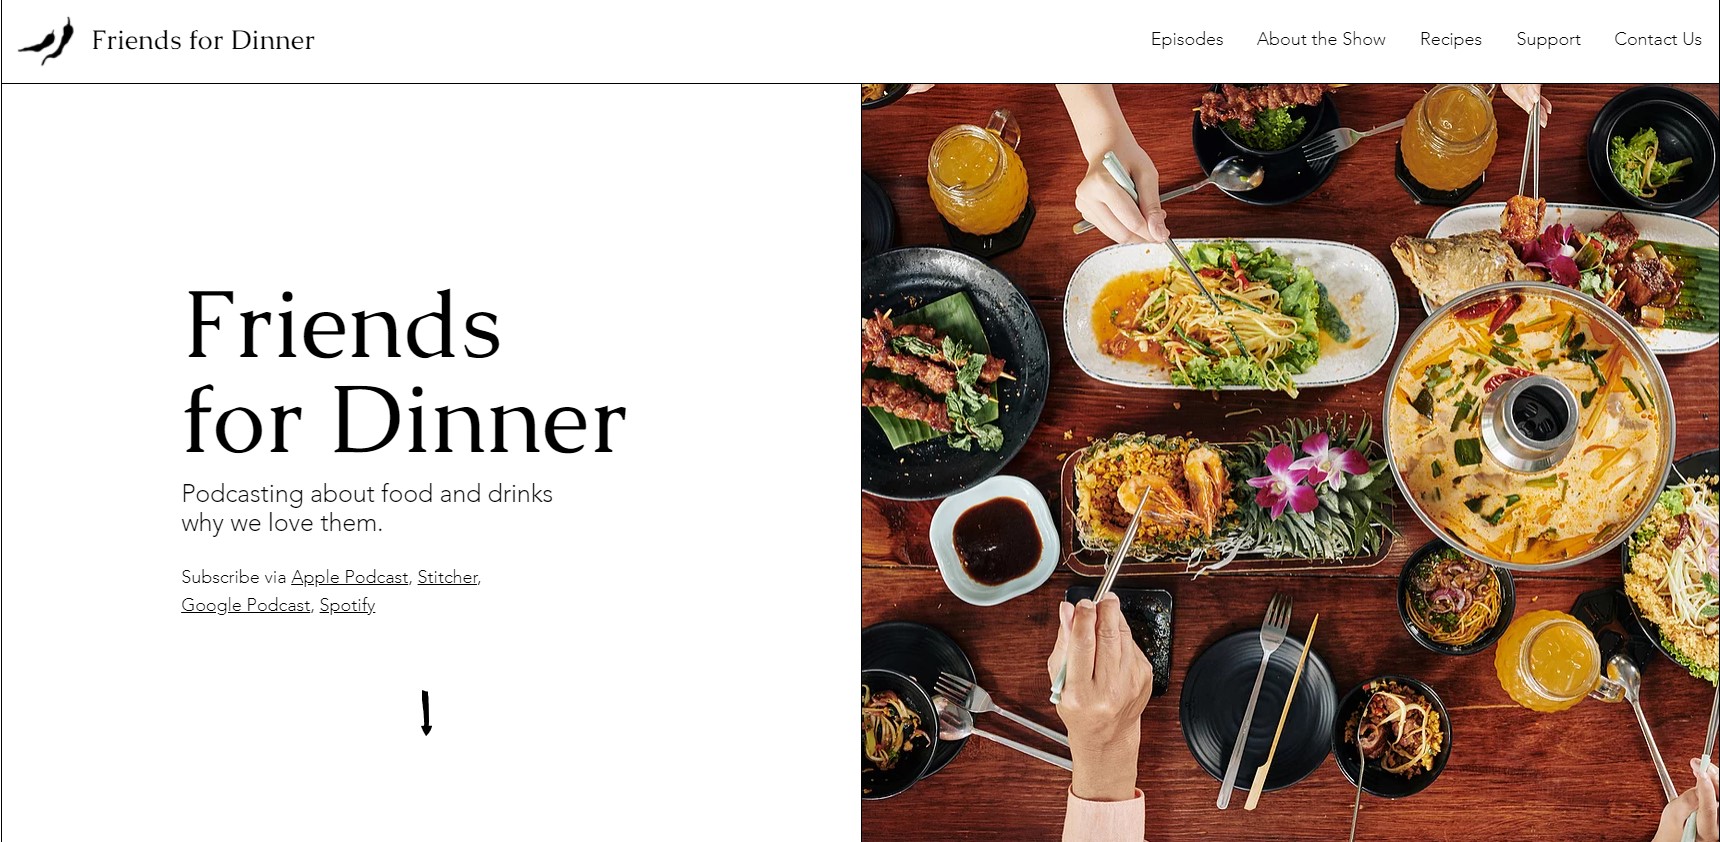 Friends for Dinner
Episodes About the Show Recipes Support Contact Us
Friends
for Dinner
Podcasting about food and drinks
why we love them.
Subscribe via Apple Podcast, Stitcher,
Google Podcast, Spotify